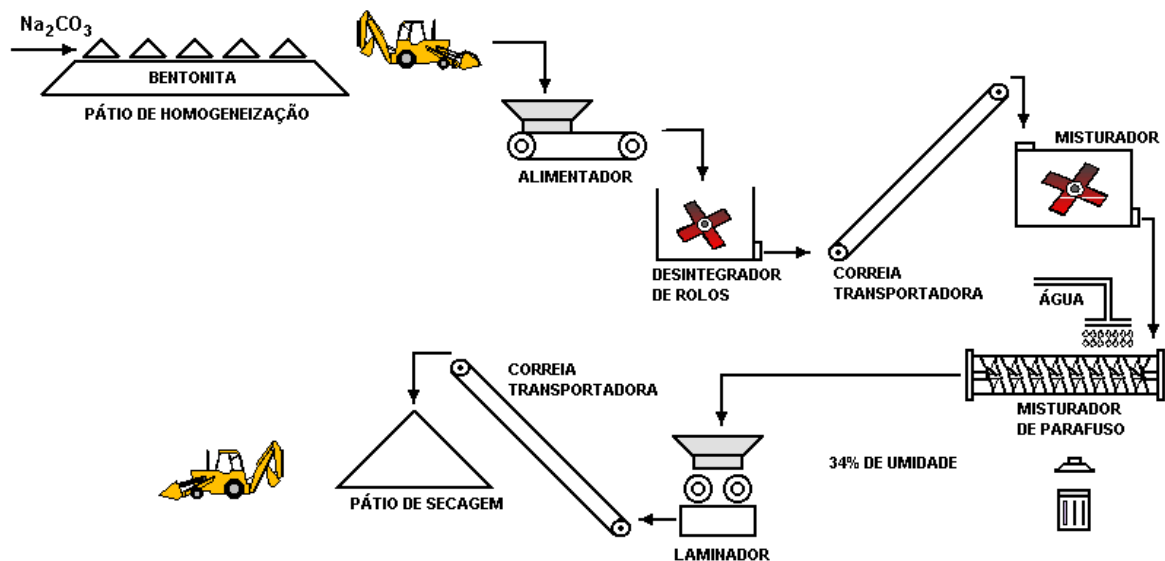 Na₂CO₃
BENTONITA
PÁTIO DE HOMOGENEIZAÇÃO
ALIMENTADOR
DESINTEGRADOR
DE ROLOS
CORREIA
TRANSPORTADORA
MISTURADOR
ÁGUA
MISTURADOR
DE PARAFUSO
34% DE UMIDADE
LAMINADOR
CORREIA
TRANSPORTADORA
PÁTIO DE SECAGEM